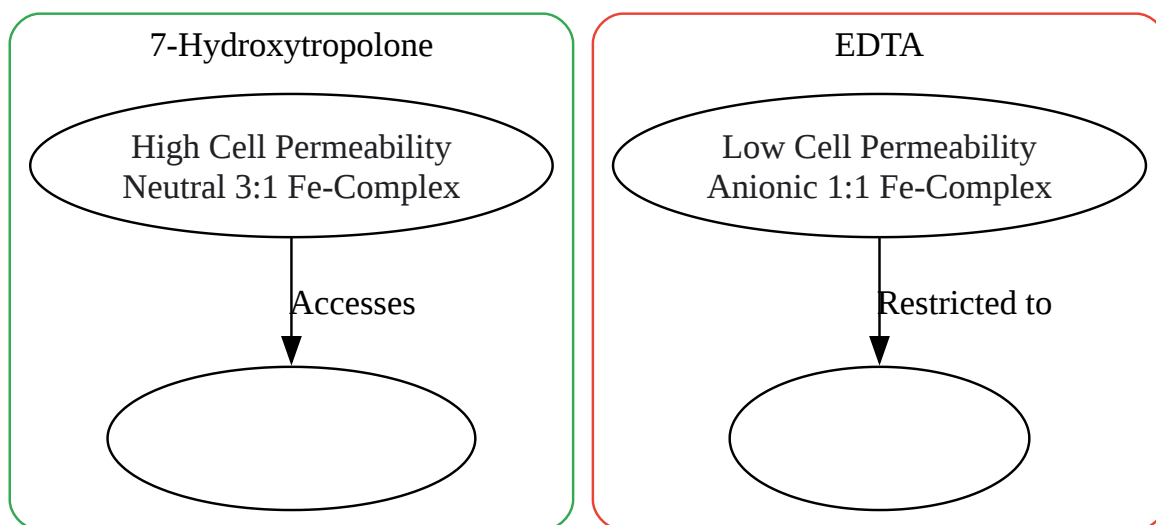 7-Hydroxytropolone
High Cell Permeability
Neutral 3:1 Fe-Complex
Accesses
EDTA
Low Cell Permeability
Anionic 1:1 Fe-Complex
Restricted to